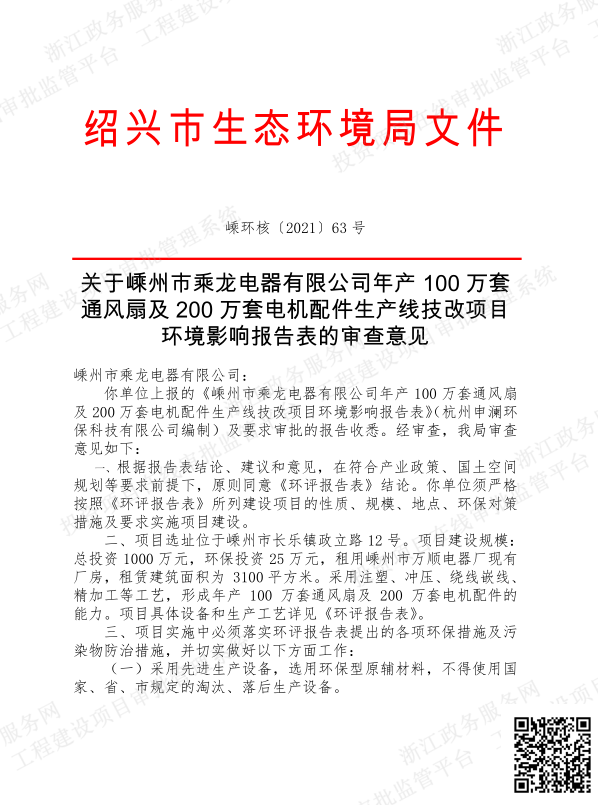 绍兴市生态环境局文件
嵊环核〔2021〕63号
关于嵊州市乘龙电器有限公司年产 100 万套
通风扇及 200 万套电机配件生产线技改项目
环境影响报告表的审查意见
嵊州市乘龙电器有限公司：
你单位上报的《嵊州市乘龙电器有限公司年产 100 万套通风扇
及 200 万套电机配件生产线技改项目环境影响报告表》（杭州申澜环
保科技有限公司编制）及要求审批的报告收悉。经审查，我局审查
意见如下：
一、根据报告表结论、建议和意见，在符合产业政策、国土空间
规划等要求前提下，原则同意《环评报告表》结论。你单位须严格
按照《环评报告表》所列建设项目的性质、规模、地点、环保对策
措施及要求实施项目建设。
二、项目选址位于嵊州市长乐镇政立路 12 号。项目建设规模：
总投资 1000 万元，环保投资 25 万元，租用嵊州市万顺电器厂现有
厂房，租赁建筑面积为 3100 平方米。采用注塑、冲压、绕线嵌线、
精加工等工艺，形成年产 100 万套通风扇及 200 万套电机配件的
能力。项目具体设备和生产工艺详见《环评报告表》。
三、项目实施中必须落实环评报告表提出的各项环保措施及污
染物防治措施，并切实做好以下方面工作：
（一）采用先进生产设备，选用环保型原辅材料，不得使用国
家、省、市规定的淘汰、落后生产设备。